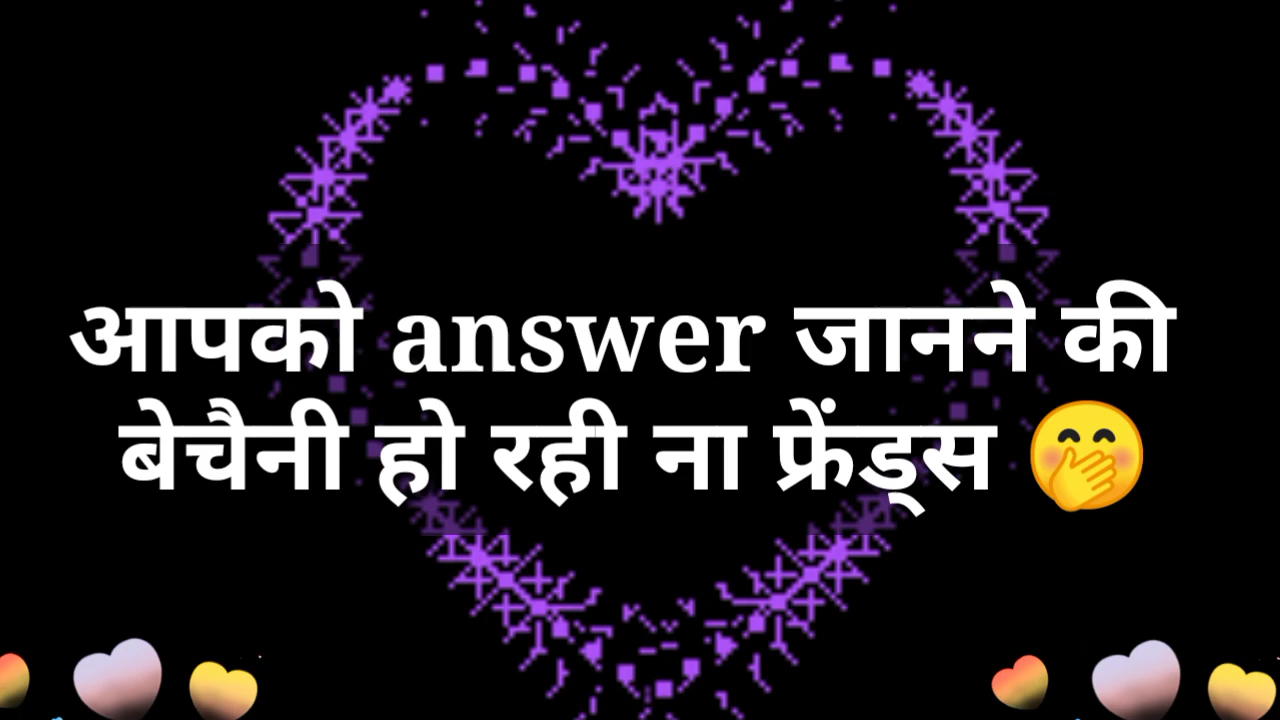 आपको answer जानने की
बेचैनी हो रही ना फ्रेंड्स 🤭